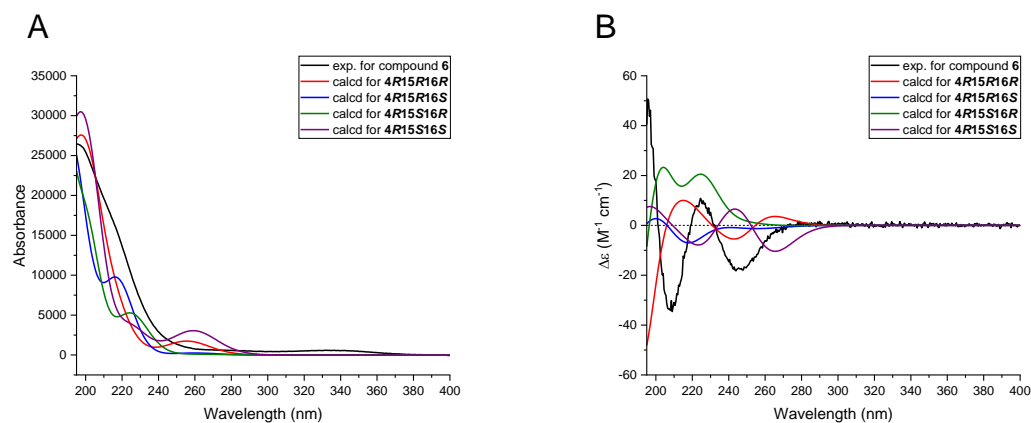 A
exp. for compound 6
calcd for 4R15R16R
calcd for 4R15R16S
calcd for 4R15S16R
calcd for 4R15S16S
35000
30000
25000
20000
15000
10000
5000
0
Absorbance
200 220 240 260 280 300 320 340 360 380 400
Wavelength (nm)
B
exp. for compound 6
calcd for 4R15R16R
calcd for 4R15R16S
calcd for 4R15S16R
calcd for 4R15S16S
60
40
20
0
-20
-40
-60
Δε (M⁻¹ cm⁻¹)
200 220 240 260 280 300 320 340 360 380 400
Wavelength (nm)